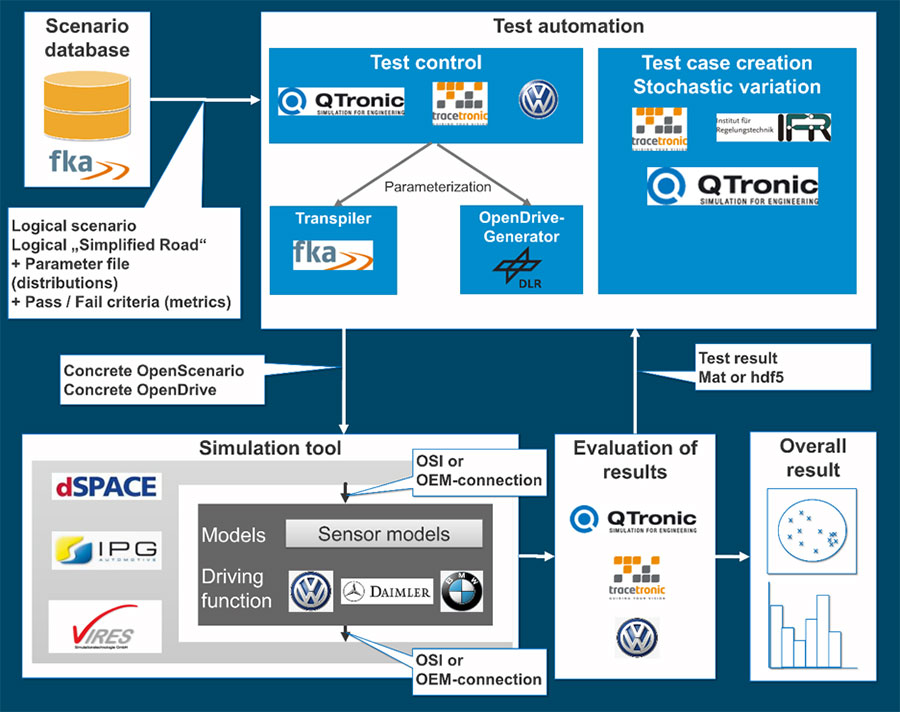 Scenario
database
fka
Logical scenario
Logical „Simplified Road“
+ Parameter file
(distributions)
+ Pass / Fail criteria (metrics)
Test automation
Test control
QTronic
SIMULATION FOR ENGINEERING
tracetronic
Parameterization
Transpiler
fka
OpenDrive-
Generator
DLR
Test case creation
Stochastic variation
tracetronic
Institut für
Regelungstechnik
IFR
QTronic
SIMULATION FOR ENGINEERING
Concrete OpenScenario
Concrete OpenDrive
Test result
Mat or hdf5
Simulation tool
dSPACE
IPG
AUTOMOTIVE
VIRES
Simulationstechnologie GmbH
OSI or
OEM-connection
Models
Sensor models
Driving
function
DAIMLER
BMW
OSI or
OEM-connection
Evaluation of
results
QTronic
SIMULATION FOR ENGINEERING
tracetronic
Overall
result